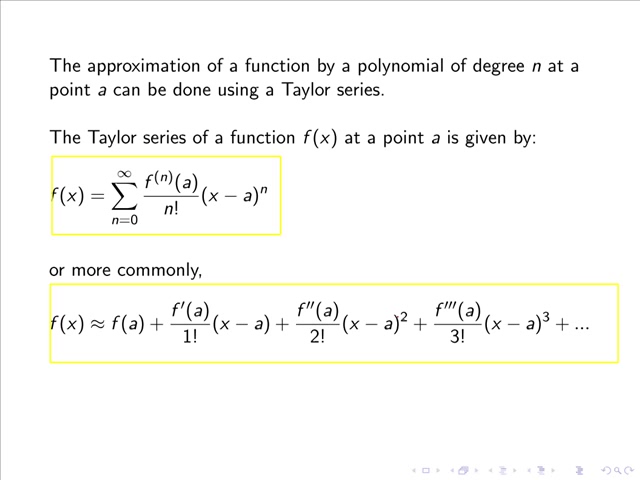 The approximation of a function by a polynomial of degree n at a
point a can be done using a Taylor series.
The Taylor series of a function f(x) at a point a is given by:
f(x) = ∑_{n=0}^{∞} f^{(n)}(a)/n! (x − a)^n
or more commonly,
f(x) ≈ f(a) + f′(a)/1! (x − a) + f″(a)/2! (x − a)² + f‴(a)/3! (x − a)³ + ...